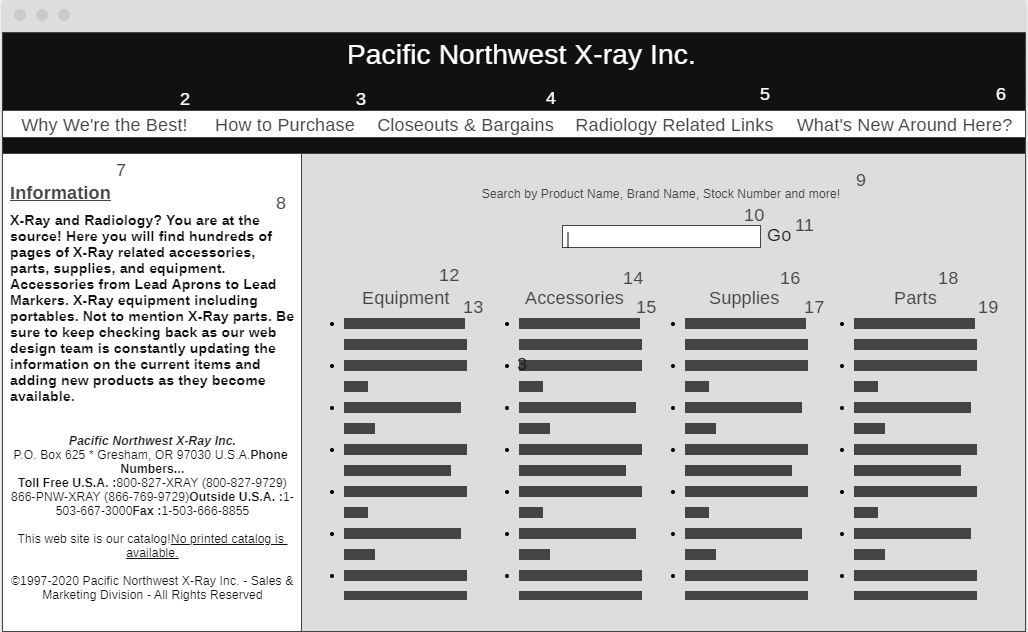 Pacific Northwest X-ray Inc.
2 3 4 5 6
Why We're the Best! How to Purchase Closeouts & Bargains Radiology Related Links What's New Around Here?
7
Information
8
X-Ray and Radiology? You are at the
source! Here you will find hundreds of
pages of X-Ray related accessories,
parts, supplies, and equipment.
Accessories from Lead Aprons to Lead
Markers. X-Ray equipment including
portables. Not to mention X-Ray parts. Be
sure to keep checking back as our web
design team is constantly updating the
information on the current items and
adding new products as they become
available.
Pacific Northwest X-Ray Inc.
P.O. Box 625 * Gresham, OR 97030 U.S.A.Phone
Numbers...
Toll Free U.S.A. :800-827-XRAY (800-827-9729)
866-PNW-XRAY (866-769-9729)Outside U.S.A. :1-
503-667-3000Fax :1-503-666-8855
This web site is our catalog!No printed catalog is
available.
©1997-2020 Pacific Northwest X-Ray Inc. - Sales &
Marketing Division - All Rights Reserved
9
Search by Product Name, Brand Name, Stock Number and more!
10
Go 11
12 14 16 18
Equipment Accessories Supplies Parts
13 15 17 19
3